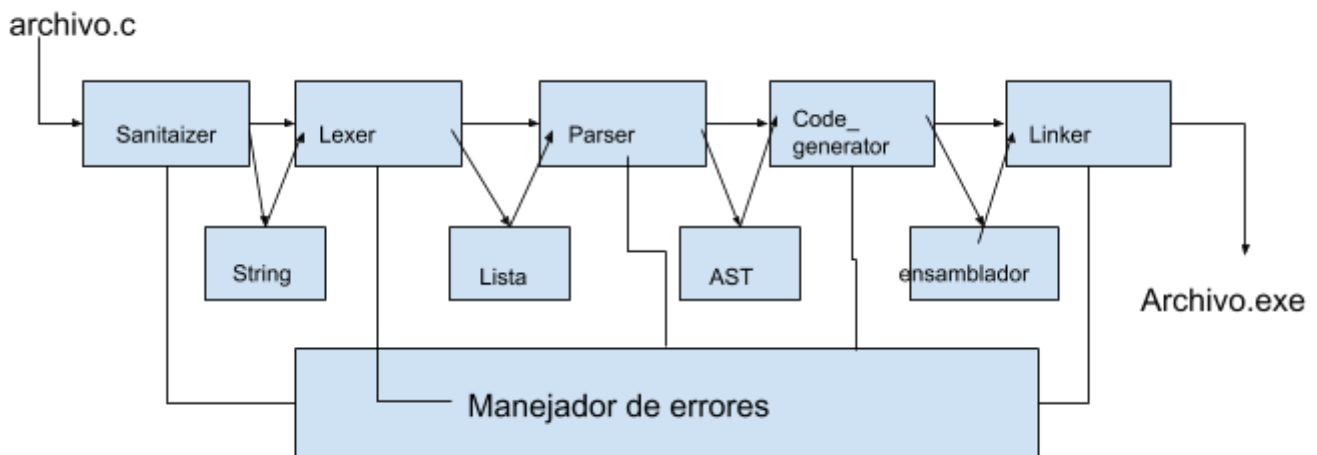 archivo.c
Sanitaizer
Lexer
Parser
Code_
generator
Linker
String
Lista
AST
ensamblador
Archivo.exe
Manejador de errores